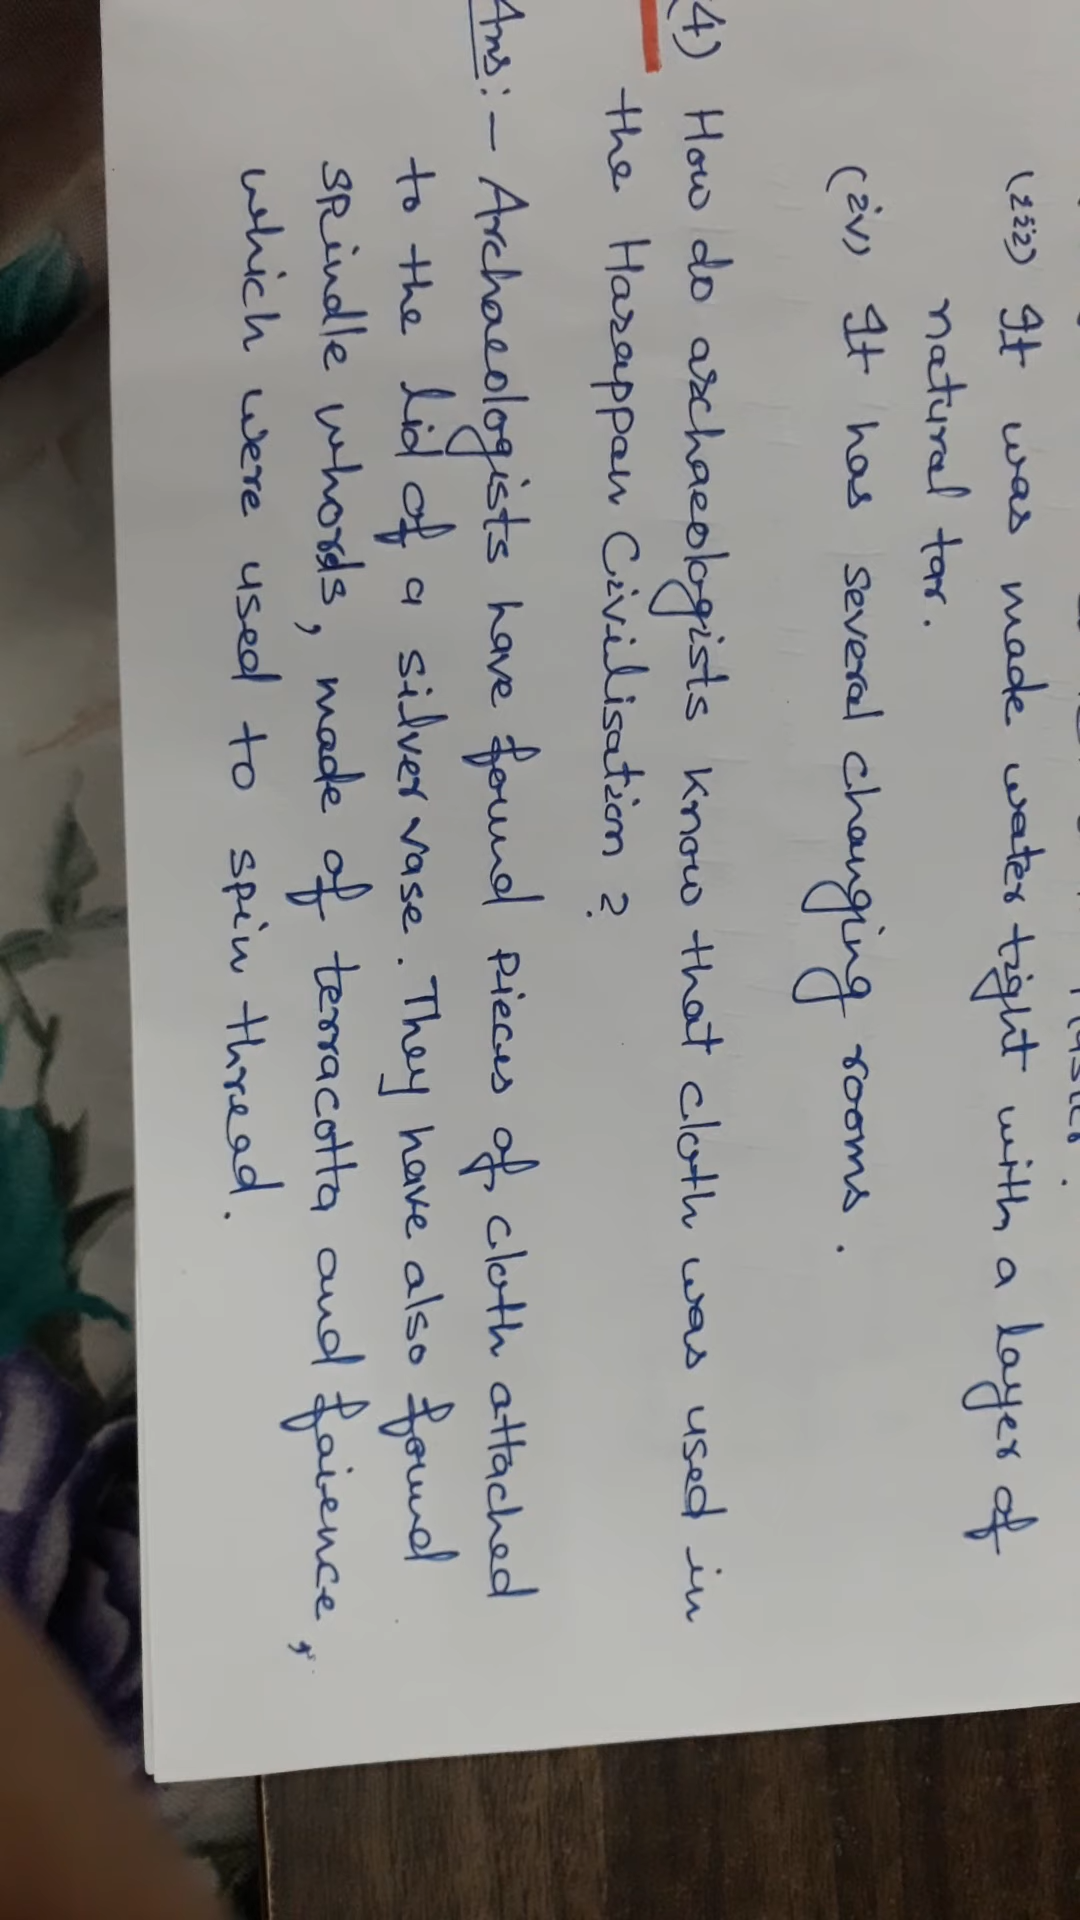 (iii) It was made water tight with a layer of
natural tar.
(iv) It has several changing rooms.
(4) How do archaeologists know that cloth was used in
the Harappan Civilisation?
Ans:- Archaeologists have found pieces of cloth attached
to the lid of a silver vase. They have also found
spindle whords, made of terracotta and faience,
which were used to spin thread.